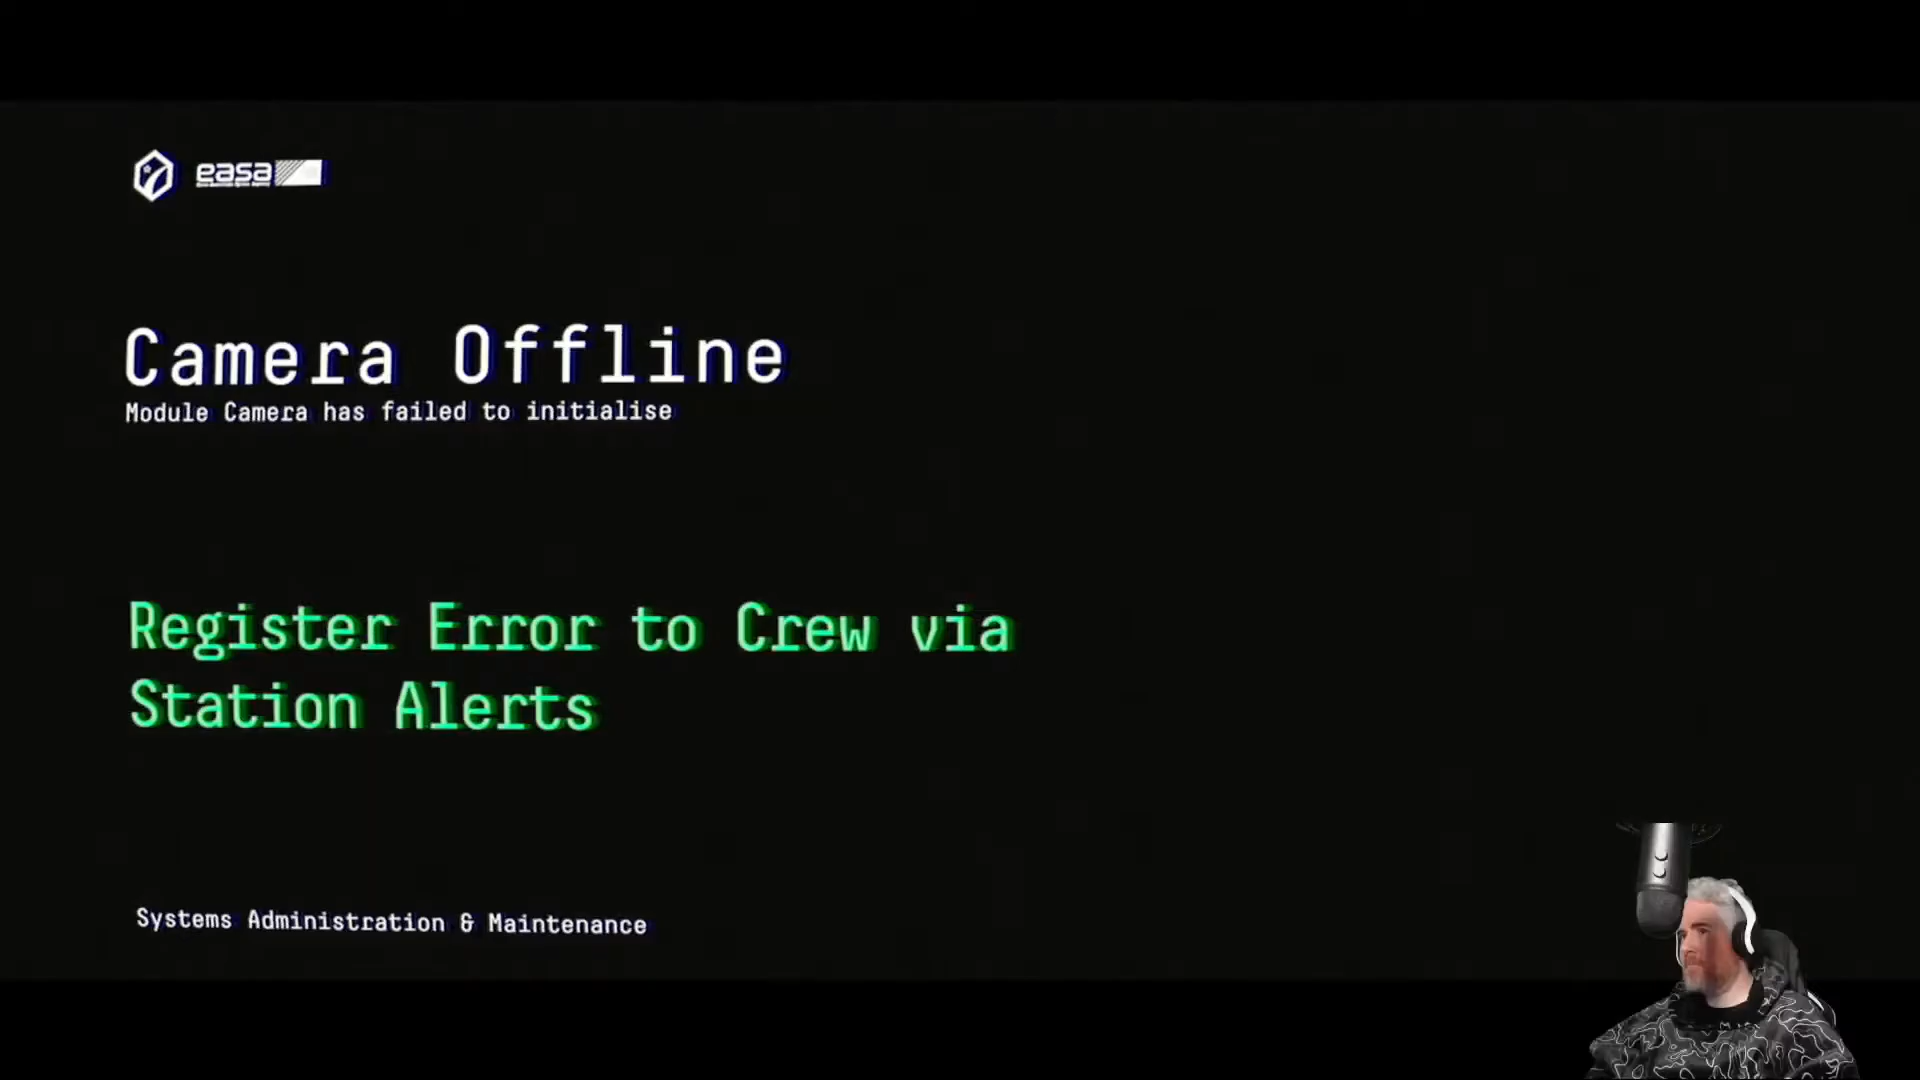 easa
Camera Offline
Module Camera has failed to initialise
Register Error to Crew via
Station Alerts
Systems Administration & Maintenance